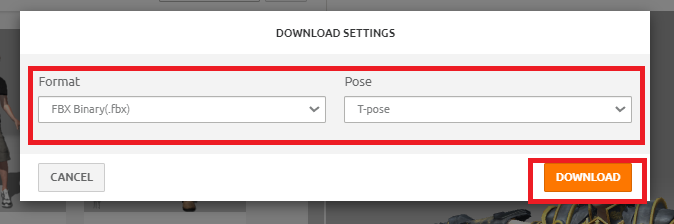 DOWNLOAD SETTINGS
Format
Pose
FBX Binary(.fbx)
T-pose
CANCEL
DOWNLOAD